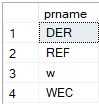 prname
1 DER
2 REF
3 w
4 WEC